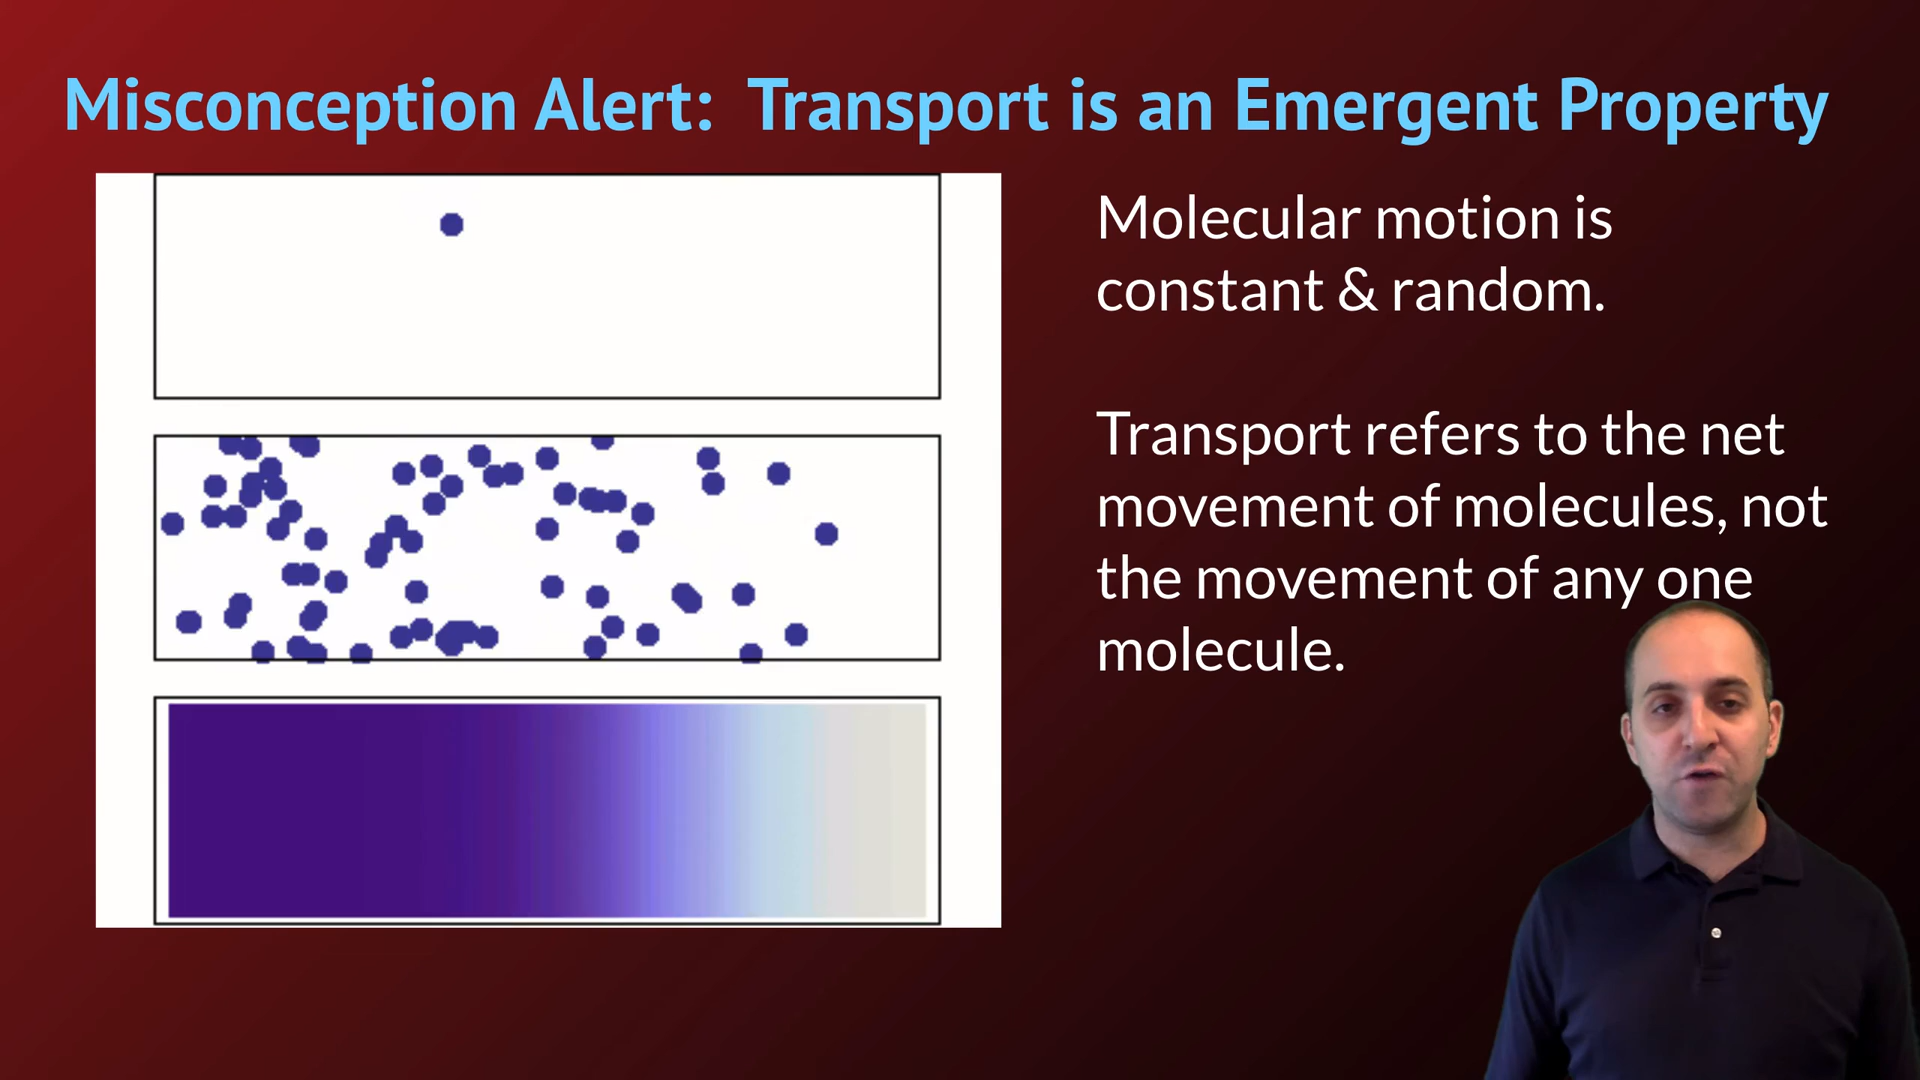 Misconception Alert: Transport is an Emergent Property
Molecular motion is
constant & random.
Transport refers to the net
movement of molecules, not
the movement of any one
molecule.